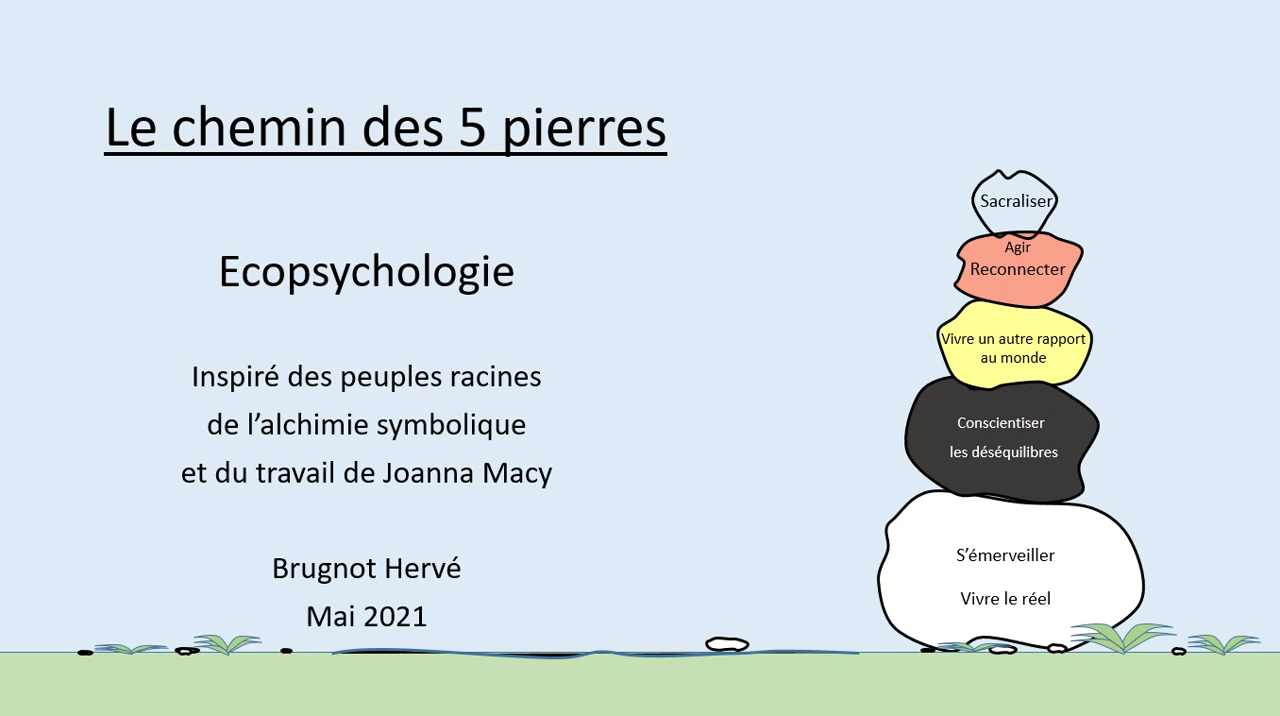 Le chemin des 5 pierres
Ecopsychologie
Inspiré des peuples racines
de l’alchimie symbolique
et du travail de Joanna Macy
Brugnot Hervé
Mai 2021
Sacraliser
Agir
Reconnecter
Vivre un autre rapport
au monde
Conscientiser
les déséquilibres
S’émerveiller
Vivre le réel